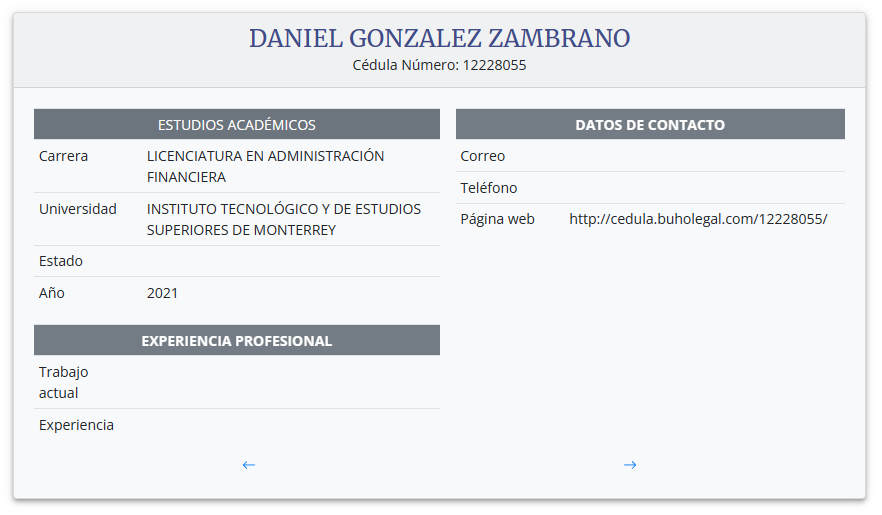 DANIEL GONZALEZ ZAMBRANO
Cédula Número: 12228055
ESTUDIOS ACADÉMICOS
Carrera LICENCIATURA EN ADMINISTRACIÓN
FINANCIERA
Universidad INSTITUTO TECNOLÓGICO Y DE ESTUDIOS
SUPERIORES DE MONTERREY
Estado
Año 2021
EXPERIENCIA PROFESIONAL
Trabajo
actual
Experiencia
DATOS DE CONTACTO
Correo
Teléfono
Página web http://cedula.buholegal.com/12228055/